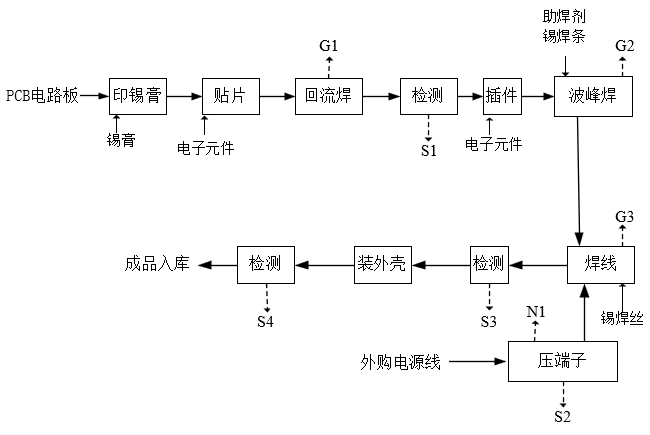 助焊剂
锡焊条
G1
G2
PCB电路板
印锡膏
贴片
回流焊
检测
插件
波峰焊
锡膏
电子元件
S1
电子元件
G3
成品入库
检测
装外壳
检测
焊线
S4
S3
N1
锡焊丝
外购电源线
压端子
S2